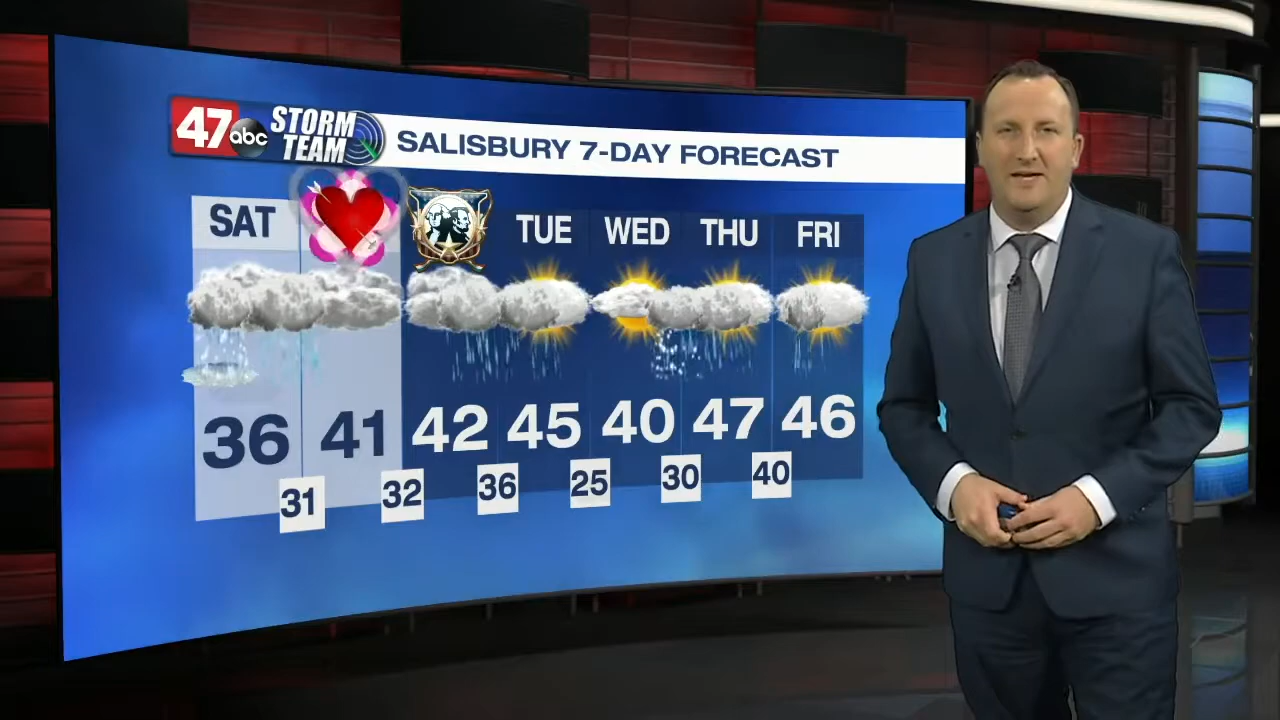 47 abc STORM TEAM
SALISBURY 7-DAY FORECAST
SAT TUE WED THU FRI
36 41 42 45 40 47 46
31 32 36 25 30 40